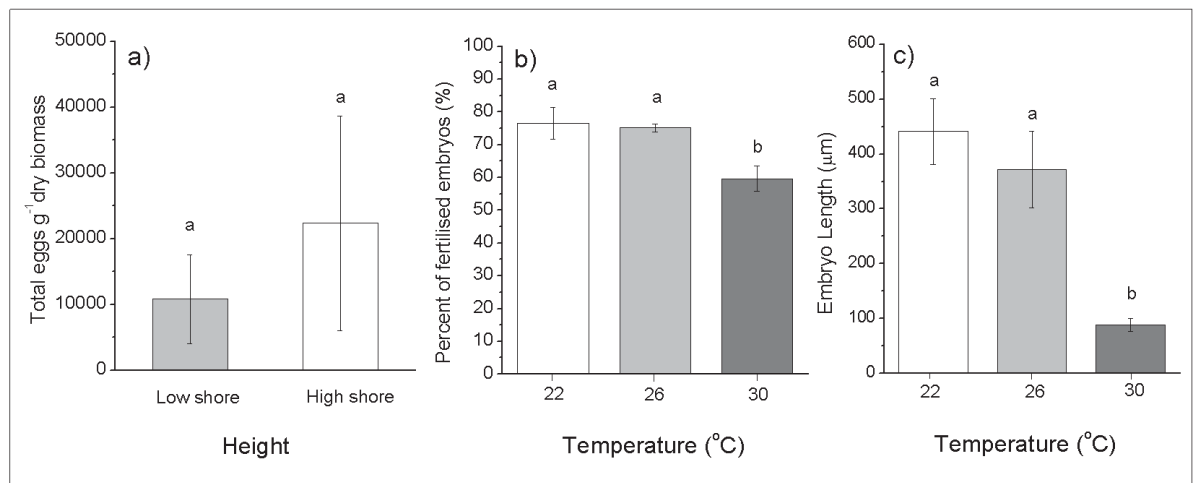 a)
Total eggs g⁻¹dry biomass
50000
40000
30000
20000
10000
0
a
a
Low shore
High shore
Height
b)
Percent of fertilised embryos (%)
100
90
80
70
60
50
40
30
20
10
0
a
a
b
22
26
30
Temperature (°C)
c)
Embryo Length (μm)
600
500
400
300
200
100
0
a
a
b
22
26
30
Temperature (°C)